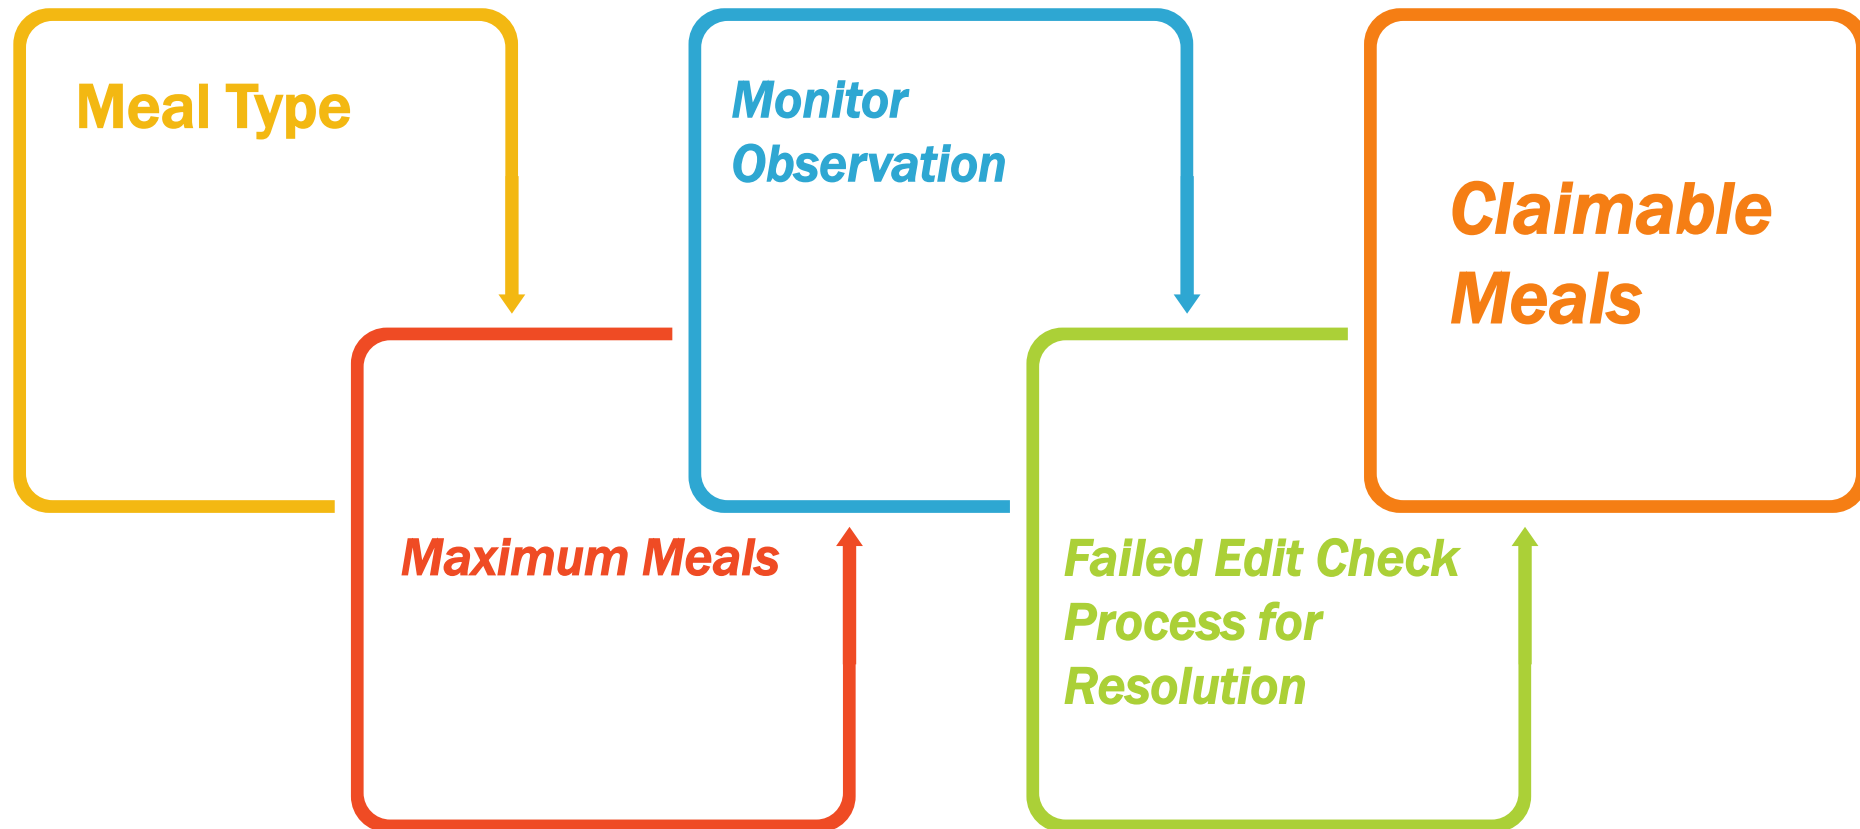 Meal Type
Maximum Meals
Monitor
Observation
Failed Edit Check
Process for
Resolution
Claimable
Meals